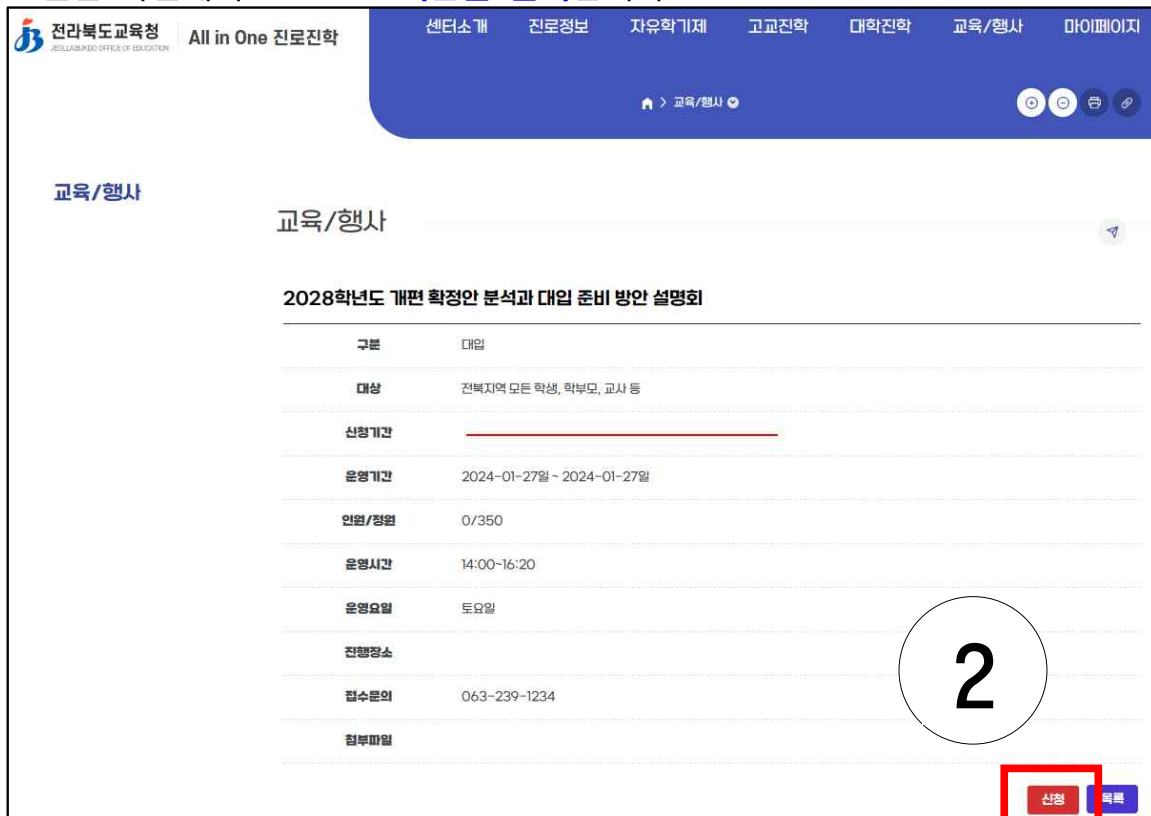 전라북도교육청
JEOLLABUKDO OFFICE OF EDUCATION
All in One 진로진학
센터소개 진로정보 자유학기제 고교진학 대학진학 교육/행사 마이페이지
> 교육/행사
교육/행사
교육/행사
2028학년도 개편 확정안 분석과 대입 준비 방안 설명회
구분 대입
대상 전북지역 모든 학생, 학부모, 교사 등
신청기간
운영기간 2024-01-27일 ~ 2024-01-27일
인원/정원 0/350
운영시간 14:00~16:20
운영요일 토요일
진행장소
접수문의 063-239-1234
첨부파일
2
신청 목록